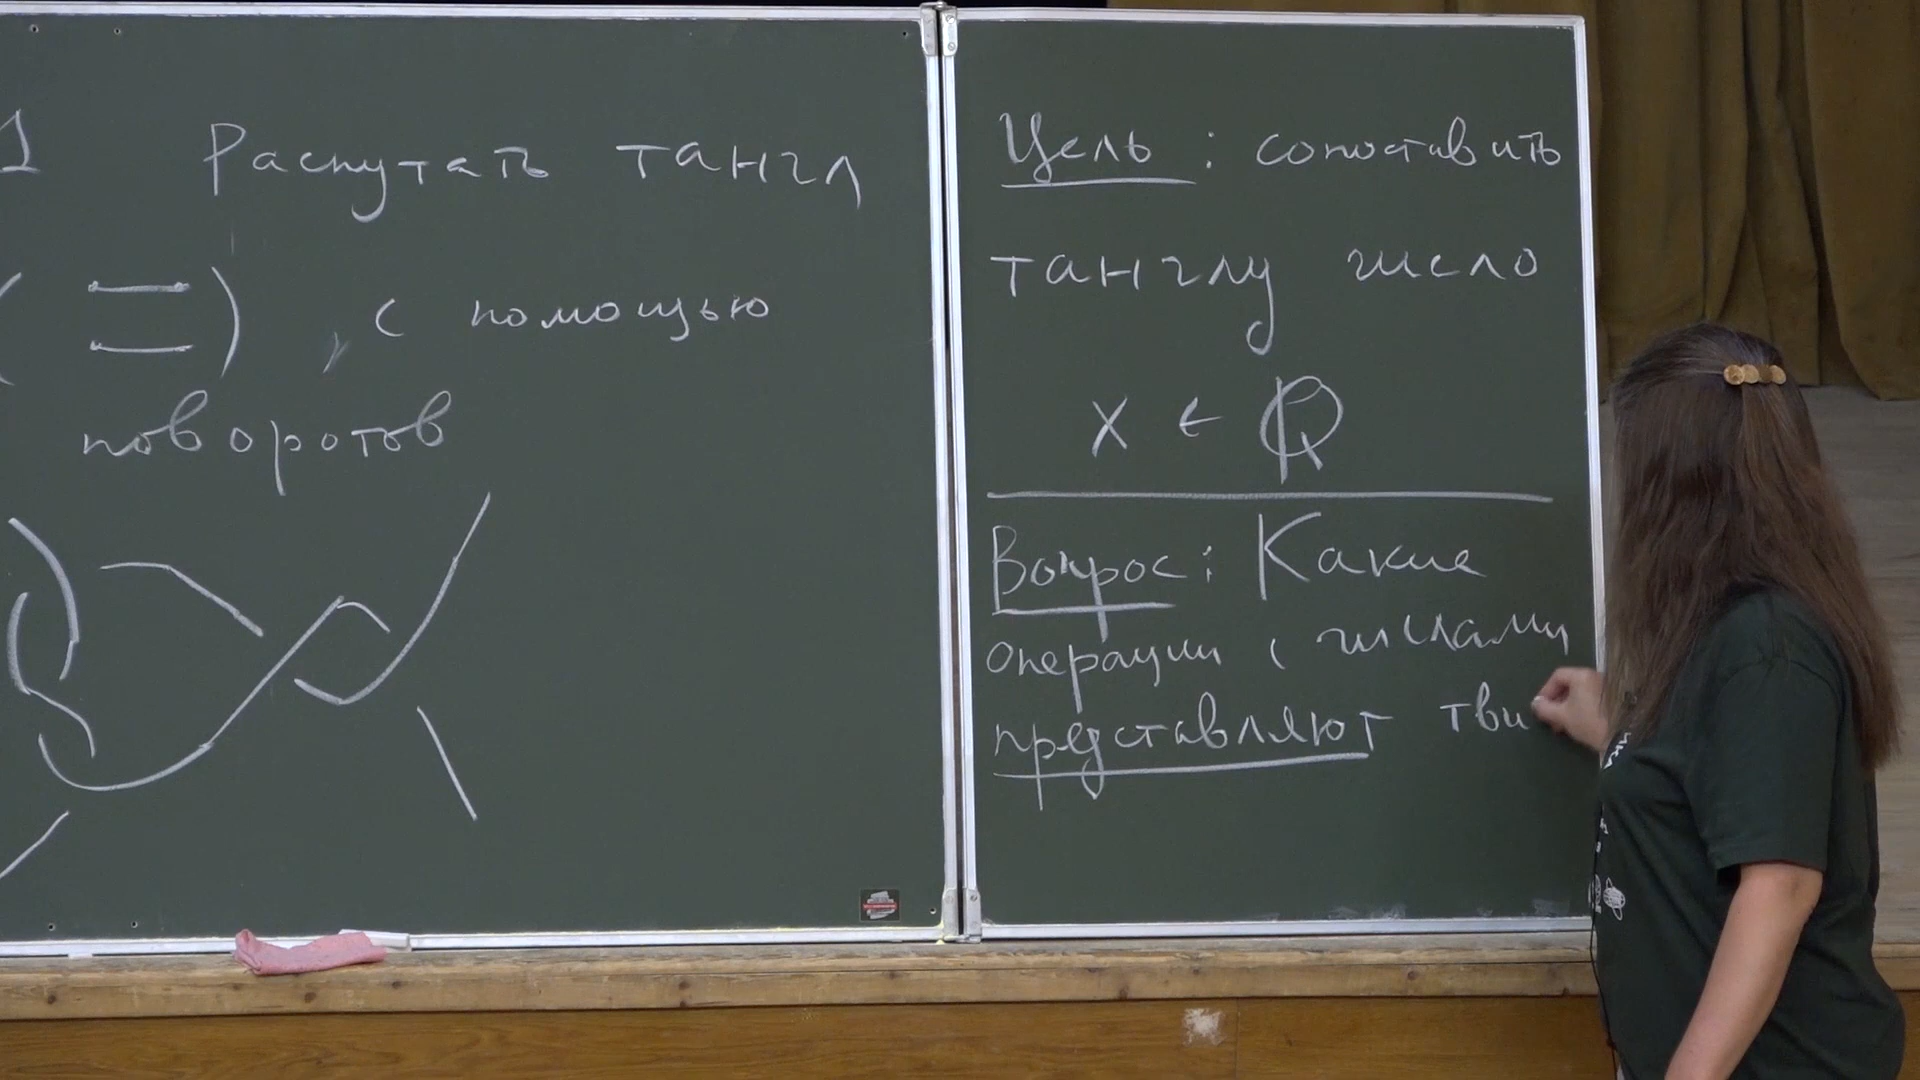 1 Распутать тангл
( = ) , с помощью
поворотов
Цель : сопоставить
танглу число
x ← ℚ
Вопрос : Какие
операции с числами
представляют тви